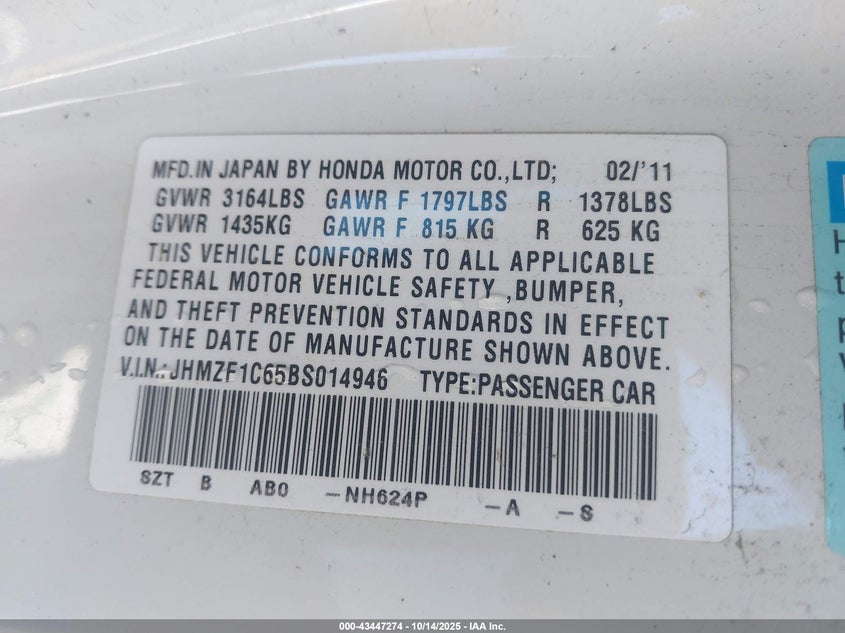 MFD.IN JAPAN BY HONDA MOTOR CO.,LTD; 02/'11
GVWR 3164LBS GAWR F 1797LBS R 1378LBS
GVWR 1435KG GAWR F 815 KG R 625 KG
THIS VEHICLE CONFORMS TO ALL APPLICABLE
FEDERAL MOTOR VEHICLE SAFETY ,BUMPER,
AND THEFT PREVENTION STANDARDS IN EFFECT
ON THE DATE OF MANUFACTURE SHOWN ABOVE.
V.I.N.:JHMZF1C65BS014946 TYPE:PASSENGER CAR
SZT B AB0 -NH624P -A -S
000-43447274 | 10/14/2025 - IAA Inc.